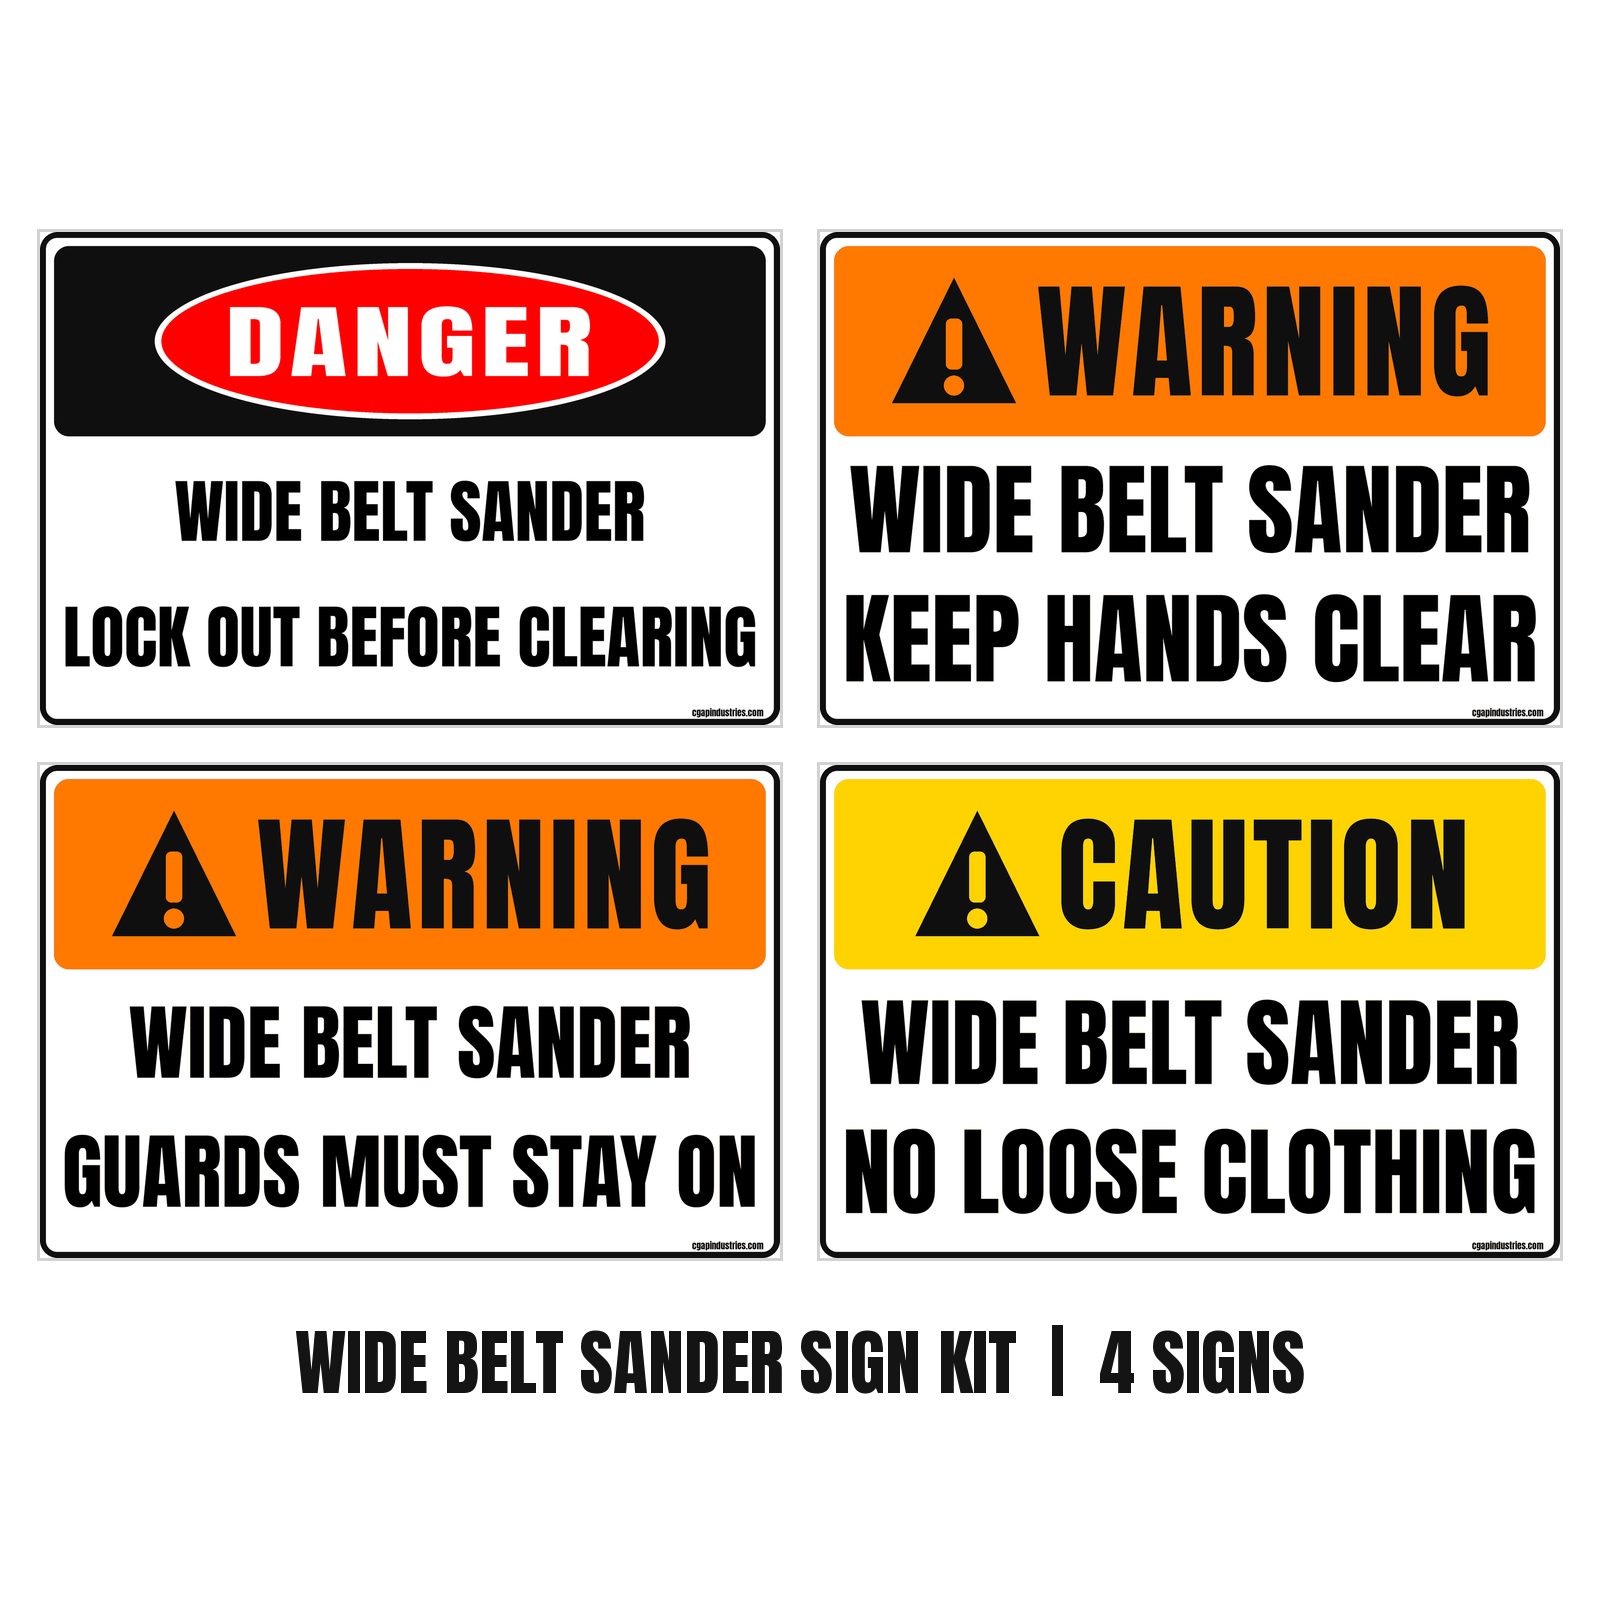 DANGER
WIDE BELT SANDER
LOCK OUT BEFORE CLEARING
cgapindustries.com
WARNING
WIDE BELT SANDER
KEEP HANDS CLEAR
cgapindustries.com
WARNING
WIDE BELT SANDER
GUARDS MUST STAY ON
cgapindustries.com
CAUTION
WIDE BELT SANDER
NO LOOSE CLOTHING
cgapindustries.com
WIDE BELT SANDER SIGN KIT | 4 SIGNS